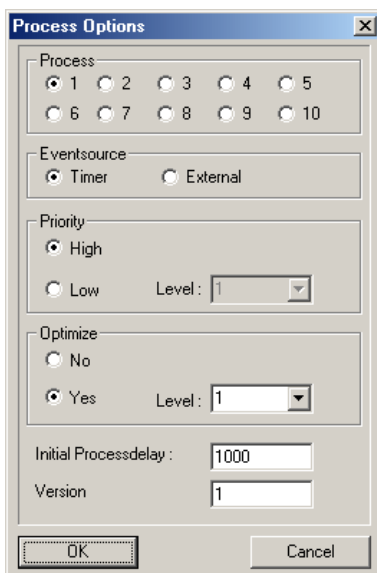 Process Options
Process
1 2 3 4 5
6 7 8 9 10
Eventsource
Timer External
Priority
High
Low Level : 1
Optimize
No
Yes Level : 1
Initial Processdelay : 1000
Version 1
OK Cancel